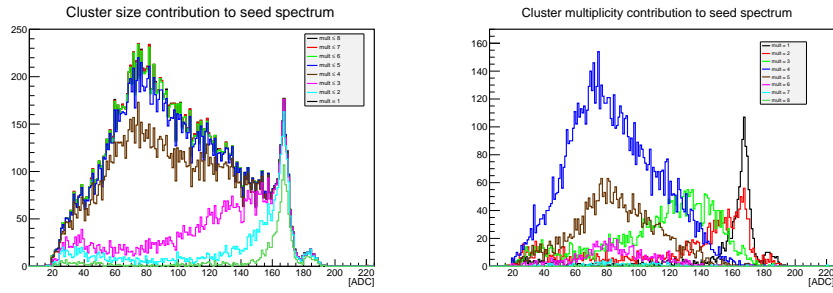 Cluster size contribution to seed spectrum
250
200
150
100
50
0
mult ≤ 8
mult ≤ 7
mult ≤ 6
mult ≤ 5
mult ≤ 4
mult ≤ 3
mult ≤ 2
mult = 1
20 40 60 80 100 120 140 160 180 200 220
[ADC]
Cluster multiplicity contribution to seed spectrum
160
140
120
100
80
60
40
20
0
mult = 1
mult = 2
mult = 3
mult = 4
mult = 5
mult = 6
mult = 7
mult = 8
20 40 60 80 100 120 140 160 180 200 220
[ADC]